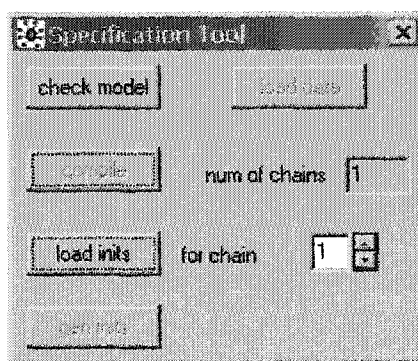 Specification Tool
check model load data
compile num of chains 1
load inits for chain 1
gen inits